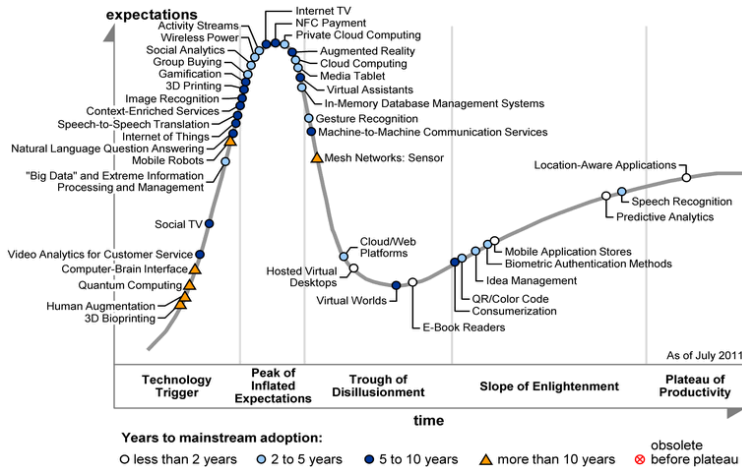 expectations
Internet TV
NFC Payment
Activity Streams
Private Cloud Computing
Wireless Power
Augmented Reality
Social Analytics
Cloud Computing
Group Buying
Media Tablet
Gamification
Virtual Assistants
3D Printing
In-Memory Database Management Systems
Image Recognition
Context-Enriched Services
Gesture Recognition
Speech-to-Speech Translation
Machine-to-Machine Communication Services
Internet of Things
Natural Language Question Answering
Mobile Robots
Mesh Networks: Sensor
"Big Data" and Extreme Information
Processing and Management
Location-Aware Applications
Speech Recognition
Predictive Analytics
Social TV
Cloud/Web
Platforms
Mobile Application Stores
Video Analytics for Customer Service
Biometric Authentication Methods
Computer-Brain Interface
Hosted Virtual
Desktops
Idea Management
Quantum Computing
QR/Color Code
Virtual Worlds
Human Augmentation
Consumerization
3D Bioprinting
E-Book Readers
As of July 2011
Technology
Trigger
Peak of
Inflated
Expectations
Trough of
Disillusionment
Slope of Enlightenment
Plateau of
Productivity
time
Years to mainstream adoption:
less than 2 years
2 to 5 years
5 to 10 years
more than 10 years
obsolete
before plateau